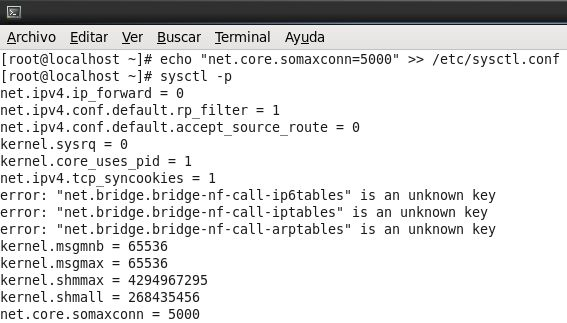 Archivo Editar Ver Buscar Terminal Ayuda
[root@localhost ~]# echo "net.core.somaxconn=5000" >> /etc/sysctl.conf
[root@localhost ~]# sysctl -p
net.ipv4.ip_forward = 0
net.ipv4.conf.default.rp_filter = 1
net.ipv4.conf.default.accept_source_route = 0
kernel.sysrq = 0
kernel.core_uses_pid = 1
net.ipv4.tcp_syncookies = 1
error: "net.bridge.bridge-nf-call-ip6tables" is an unknown key
error: "net.bridge.bridge-nf-call-iptables" is an unknown key
error: "net.bridge.bridge-nf-call-arptables" is an unknown key
kernel.msgmnb = 65536
kernel.msgmax = 65536
kernel.shmmax = 4294967295
kernel.shmall = 268435456
net.core.somaxconn = 5000